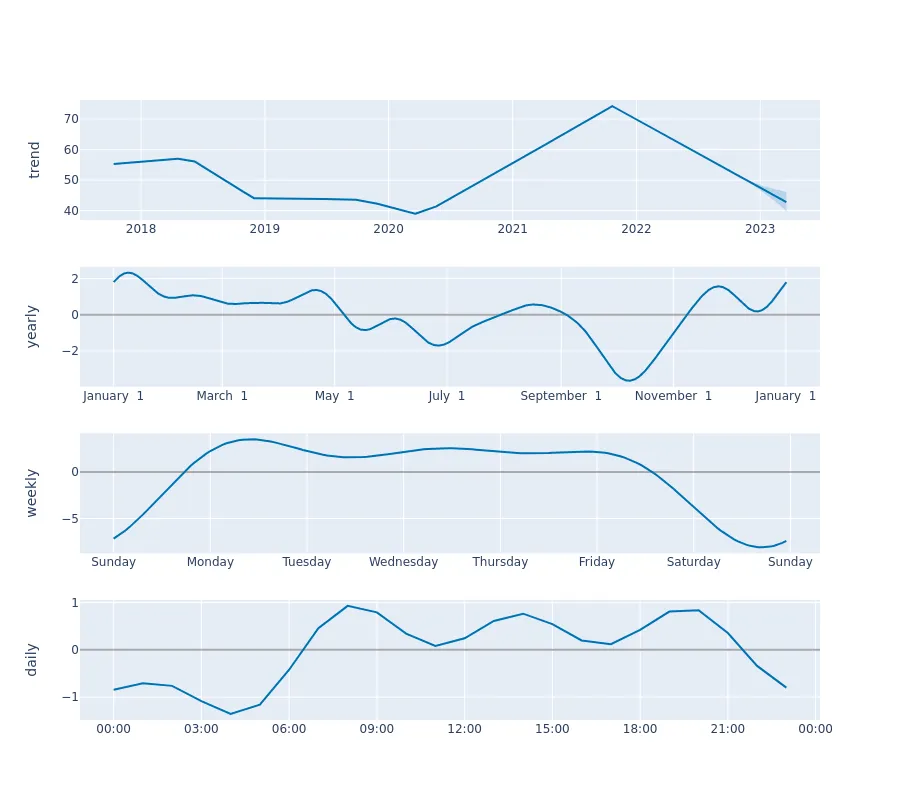 trend
70
60
50
40
2018 2019 2020 2021 2022 2023
yearly
2
0
−2
January 1 March 1 May 1 July 1 September 1 November 1 January 1
weekly
0
−5
Sunday Monday Tuesday Wednesday Thursday Friday Saturday Sunday
daily
1
0
−1
00:00 03:00 06:00 09:00 12:00 15:00 18:00 21:00 00:00